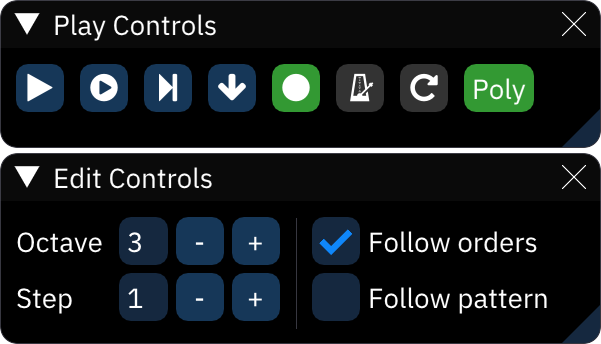 Play Controls
Poly
Edit Controls
Octave 3 - + Follow orders
Step 1 - + Follow pattern